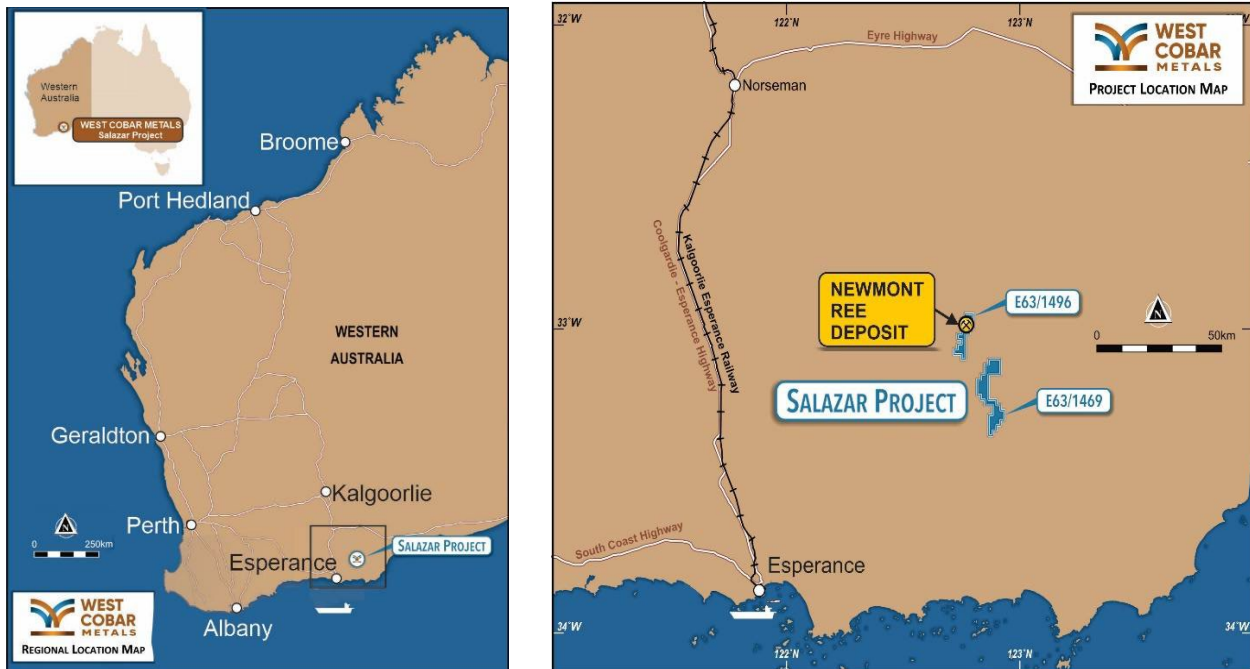 Western
Australia
WEST COBAR METALS
Salazar Project
Broome
Port Hedland
WESTERN
AUSTRALIA
Geraldton
Kalgoorlie
Perth
N
0 250km
SALAZAR PROJECT
Esperance
Albany
WEST
COBAR
METALS
REGIONAL LOCATION MAP
32°W
122°N
123°N
WEST
COBAR
METALS
PROJECT LOCATION MAP
Eyre Highway
Norseman
Coolgardie - Esperance Highway
Kalgoorlie Esperance Railway
NEWMONT
REE
DEPOSIT
E63/1496
33°W
N
0 50km
SALAZAR PROJECT
E63/1469
South Coast Highway
Esperance
34°W
122°N
123°N
34°W